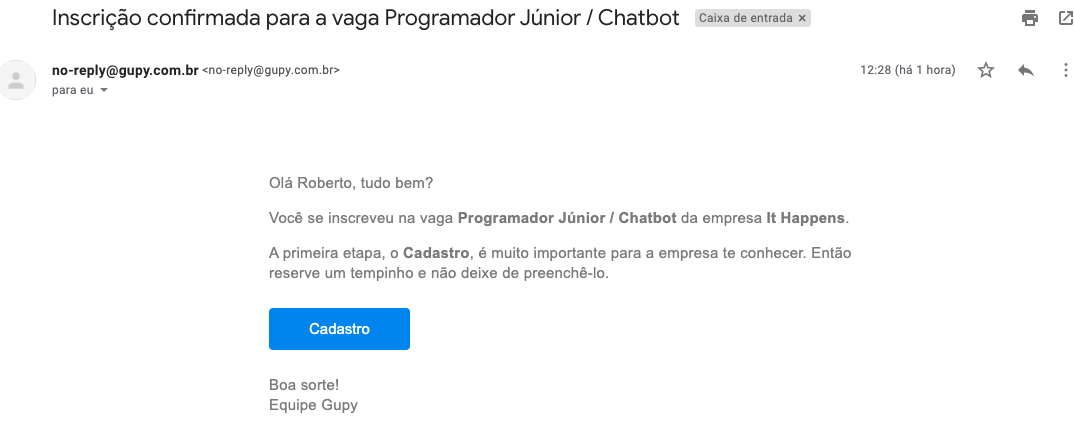 Inscrição confirmada para a vaga Programador Júnior / Chatbot Caixa de entrada ×
no-reply@gupy.com.br <no-reply@gupy.com.br> 12:28 (há 1 hora)
para eu
Olá Roberto, tudo bem?
Você se inscreveu na vaga Programador Júnior / Chatbot da empresa It Happens.
A primeira etapa, o Cadastro, é muito importante para a empresa te conhecer. Então
reserve um tempinho e não deixe de preenchê-lo.
Cadastro
Boa sorte!
Equipe Gupy